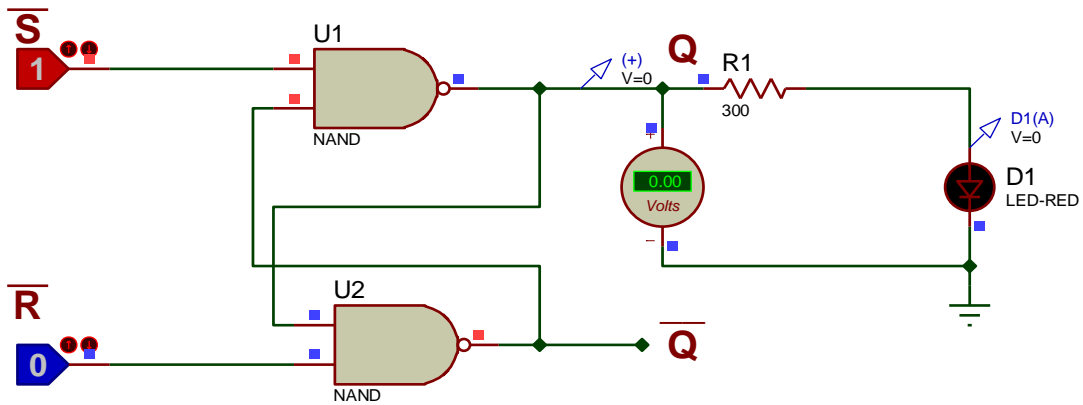 S
1
U1
NAND
(+)
V=0
Q
R1
300
+
0.00
Volts
–
D1(A)
V=0
D1
LED-RED
R
0
U2
NAND
Q